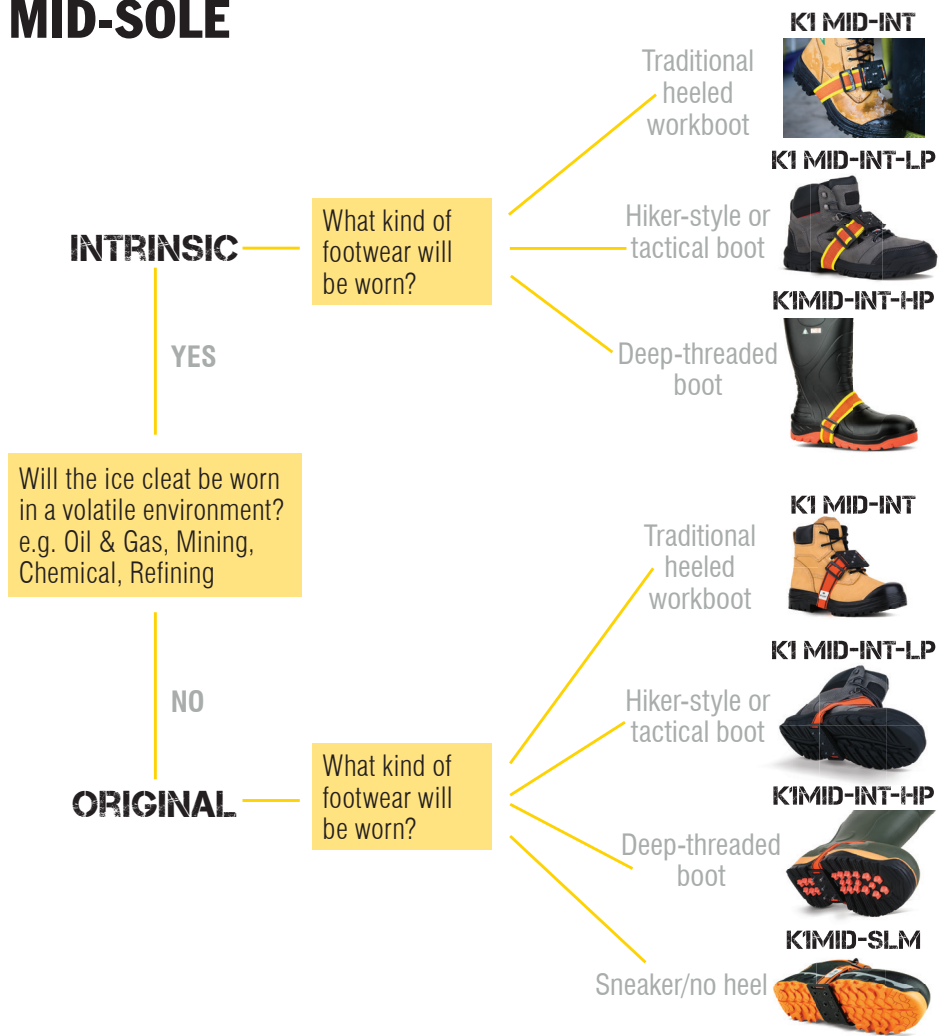 MID-SOLE
K1 MID-INT
Traditional
heeled
workboot
K1 MID-INT-LP
Hiker-style or
tactical boot
INTRINSIC
What kind of
footwear will
be worn?
K1MID-INT-HP
Deep-threaded
boot
YES
Will the ice cleat be worn
in a volatile environment?
e.g. Oil & Gas, Mining,
Chemical, Refining
K1 MID-INT
Traditional
heeled
workboot
K1 MID-INT-LP
Hiker-style or
tactical boot
NO
ORIGINAL
What kind of
footwear will
be worn?
K1MID-INT-HP
Deep-threaded
boot
K1MID-SLM
Sneaker/no heel